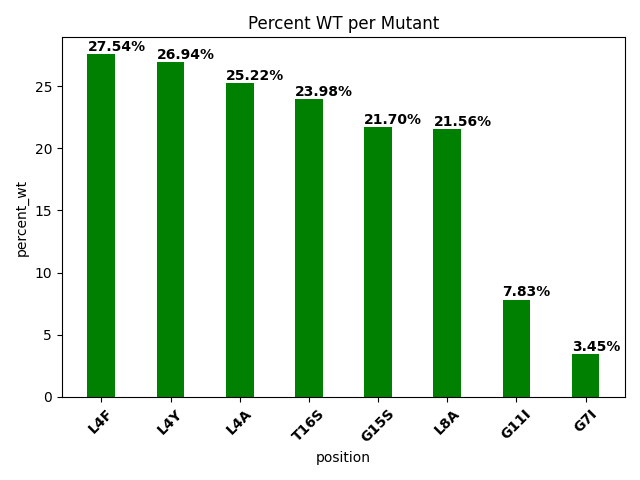 Percent WT per Mutant
27.54%
26.94%
25.22%
23.98%
21.70%
21.56%
7.83%
3.45%
percent_wt
25
20
15
10
5
0
L4F
L4Y
L4A
T16S
G15S
L8A
G11I
G7I
position